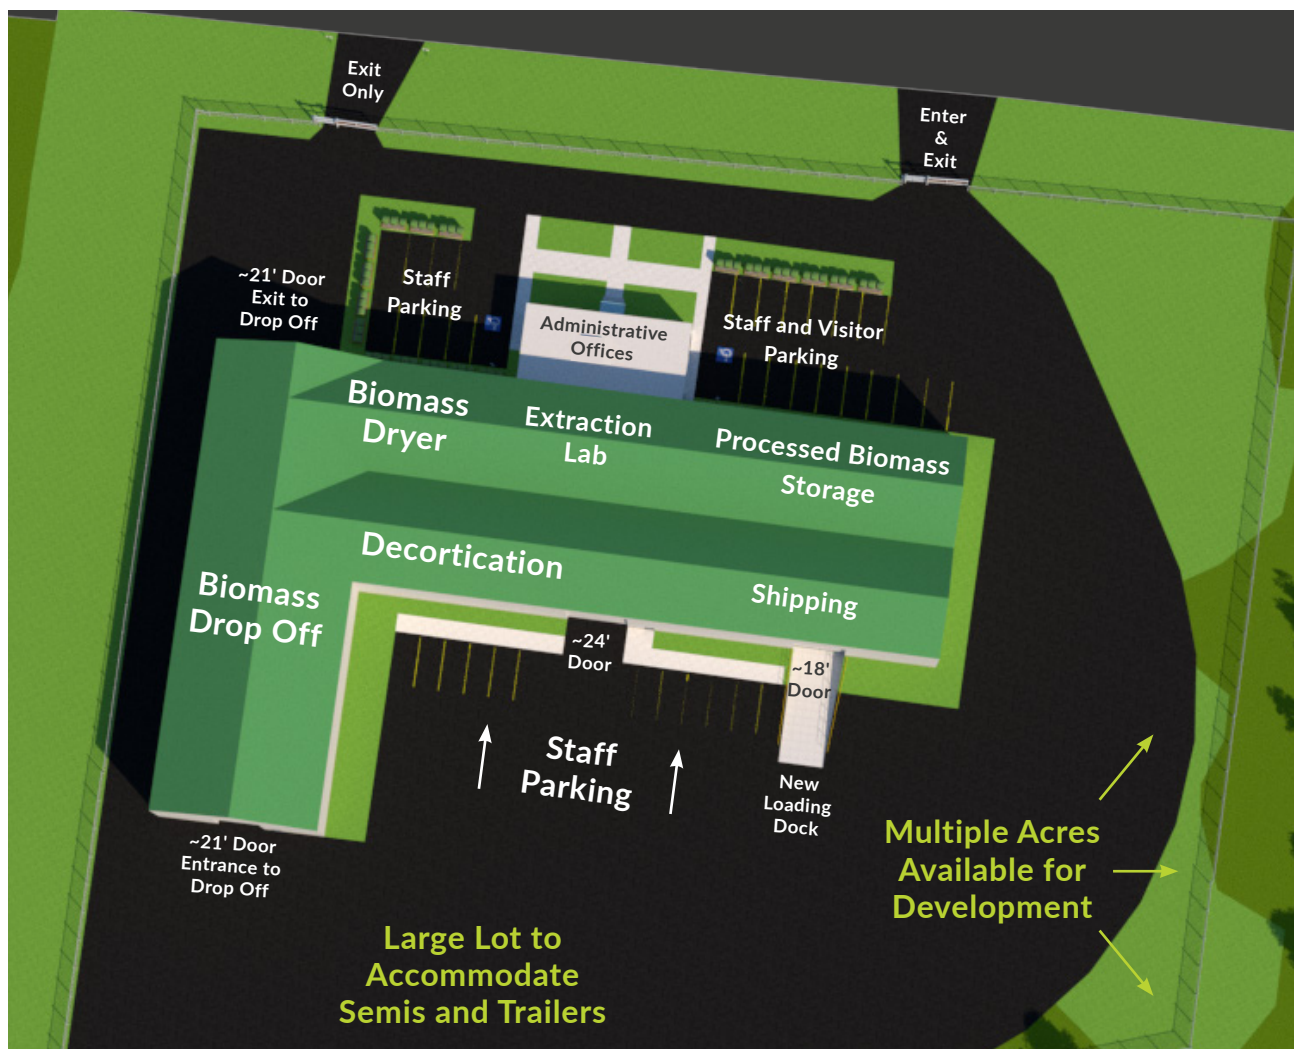 Exit
Only
Enter
&
Exit
~21' Door
Exit to
Drop Off
Staff
Parking
Administrative
Offices
Staff and Visitor
Parking
Biomass
Dryer
Extraction
Lab
Processed Biomass
Storage
Decortication
Shipping
Biomass
Drop Off
~24'
Door
~18'
Door
Staff
Parking
New
Loading
Dock
~21' Door
Entrance to
Drop Off
Multiple Acres
Available for
Development
Large Lot to
Accommodate
Semis and Trailers